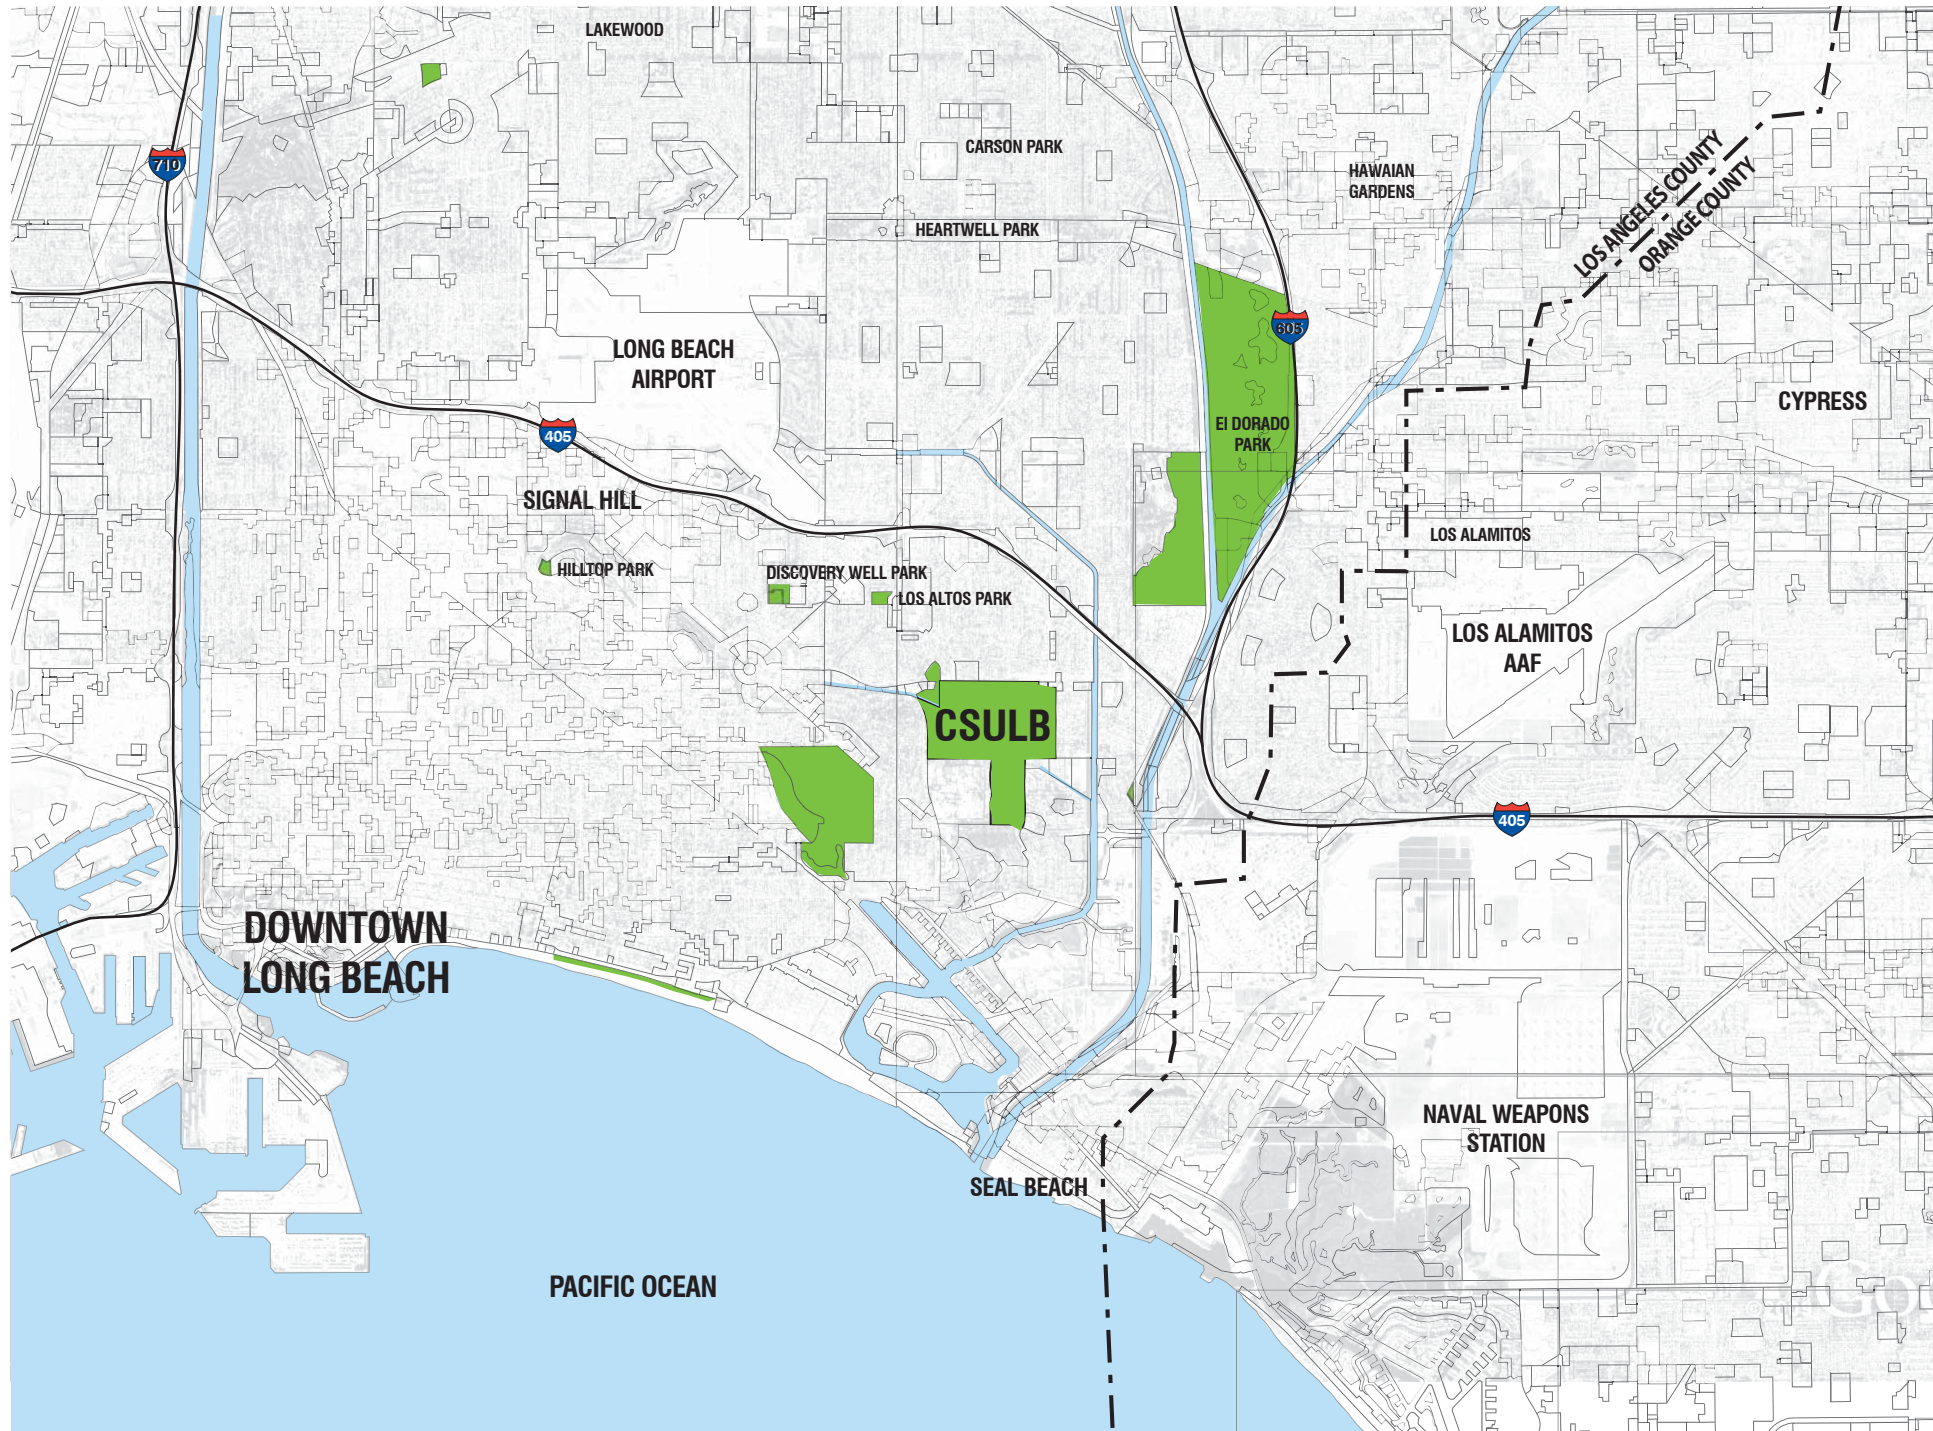 LAKEWOOD
CARSON PARK
710
HAWAIAN
GARDENS
LOS ANGELES COUNTY
ORANGE COUNTY
HEARTWELL PARK
605
LONG BEACH
AIRPORT
CYPRESS
405
El DORADO
PARK
SIGNAL HILL
LOS ALAMITOS
HILLTOP PARK
DISCOVERY WELL PARK
LOS ALTOS PARK
LOS ALAMITOS
AAF
CSULB
405
DOWNTOWN
LONG BEACH
NAVAL WEAPONS
STATION
SEAL BEACH
PACIFIC OCEAN